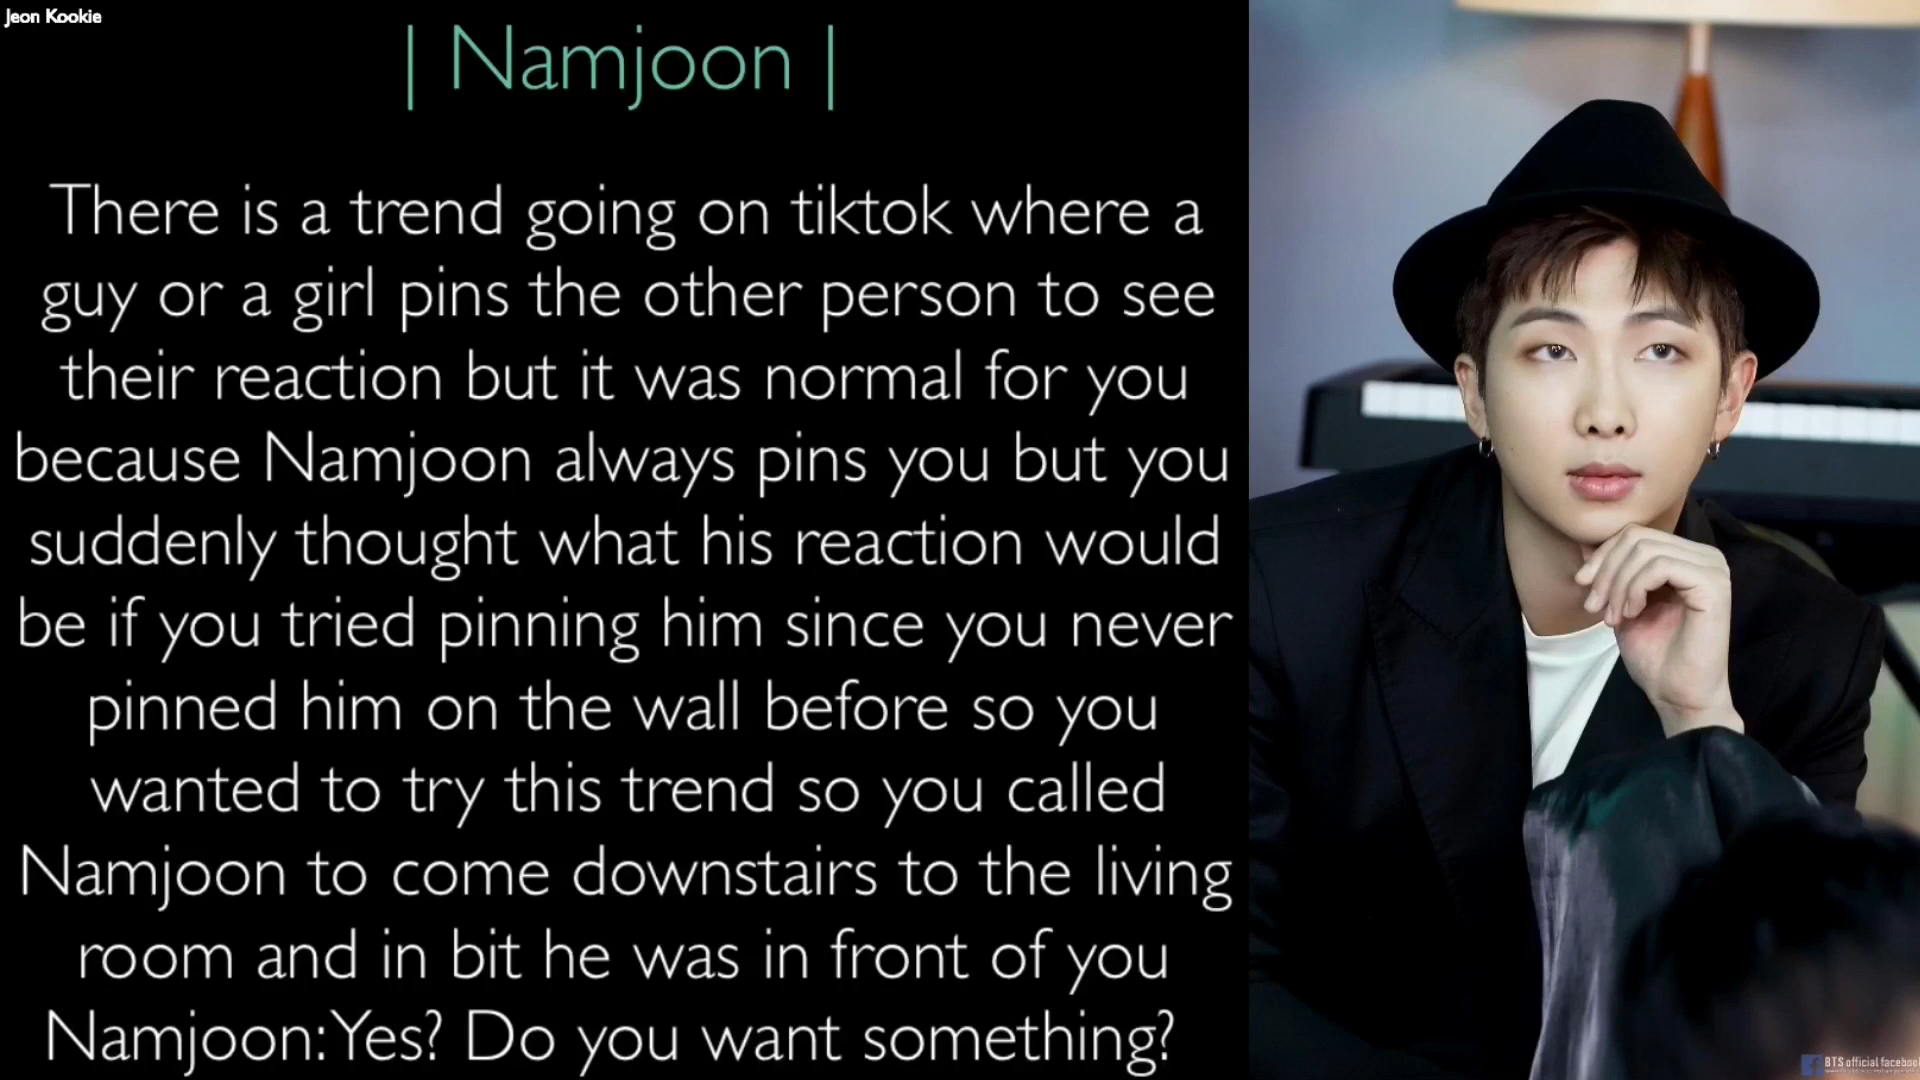 Jeon Kookie
| Namjoon |
There is a trend going on tiktok where a
guy or a girl pins the other person to see
their reaction but it was normal for you
because Namjoon always pins you but you
suddenly thought what his reaction would
be if you tried pinning him since you never
pinned him on the wall before so you
wanted to try this trend so you called
Namjoon to come downstairs to the living
room and in bit he was in front of you
Namjoon: Yes? Do you want something?
BTS official facebook